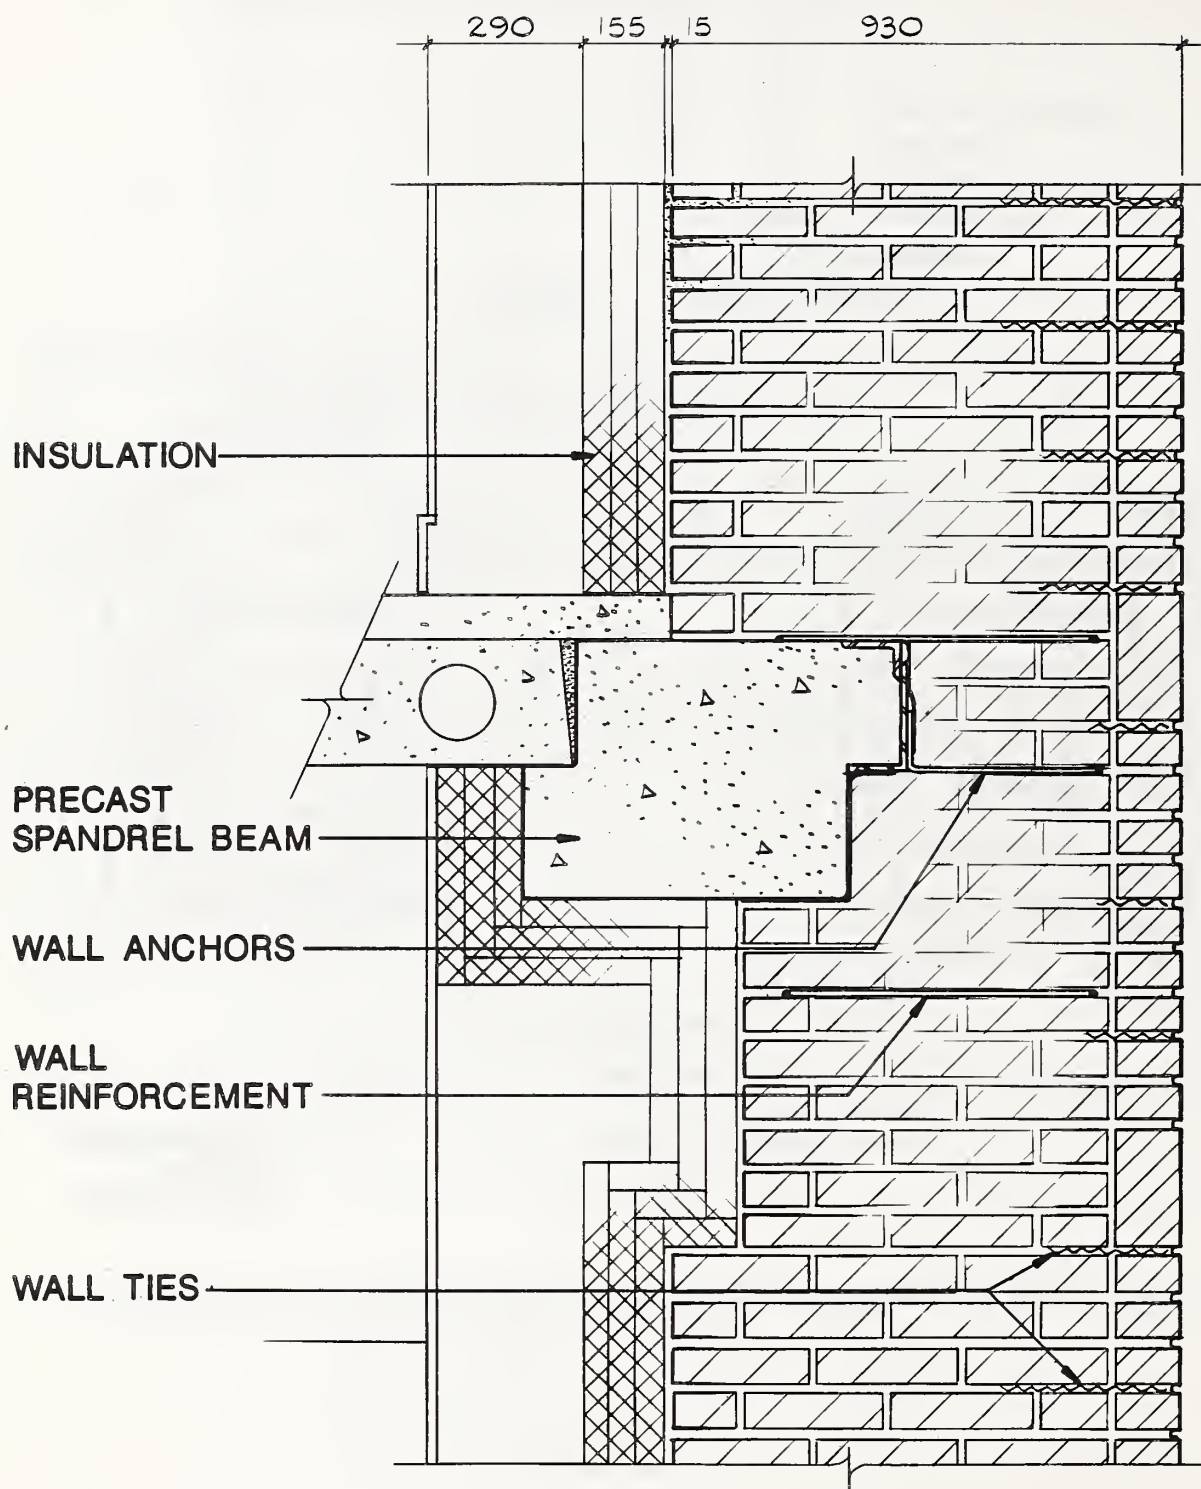 290 155 15 930
INSULATION
PRECAST
SPANDREL BEAM
WALL ANCHORS
WALL
REINFORCEMENT
WALL TIES